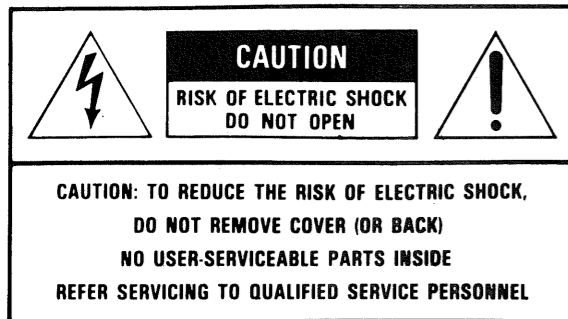 CAUTION
RISK OF ELECTRIC SHOCK
DO NOT OPEN
CAUTION: TO REDUCE THE RISK OF ELECTRIC SHOCK,
DO NOT REMOVE COVER (OR BACK)
NO USER-SERVICEABLE PARTS INSIDE
REFER SERVICING TO QUALIFIED SERVICE PERSONNEL